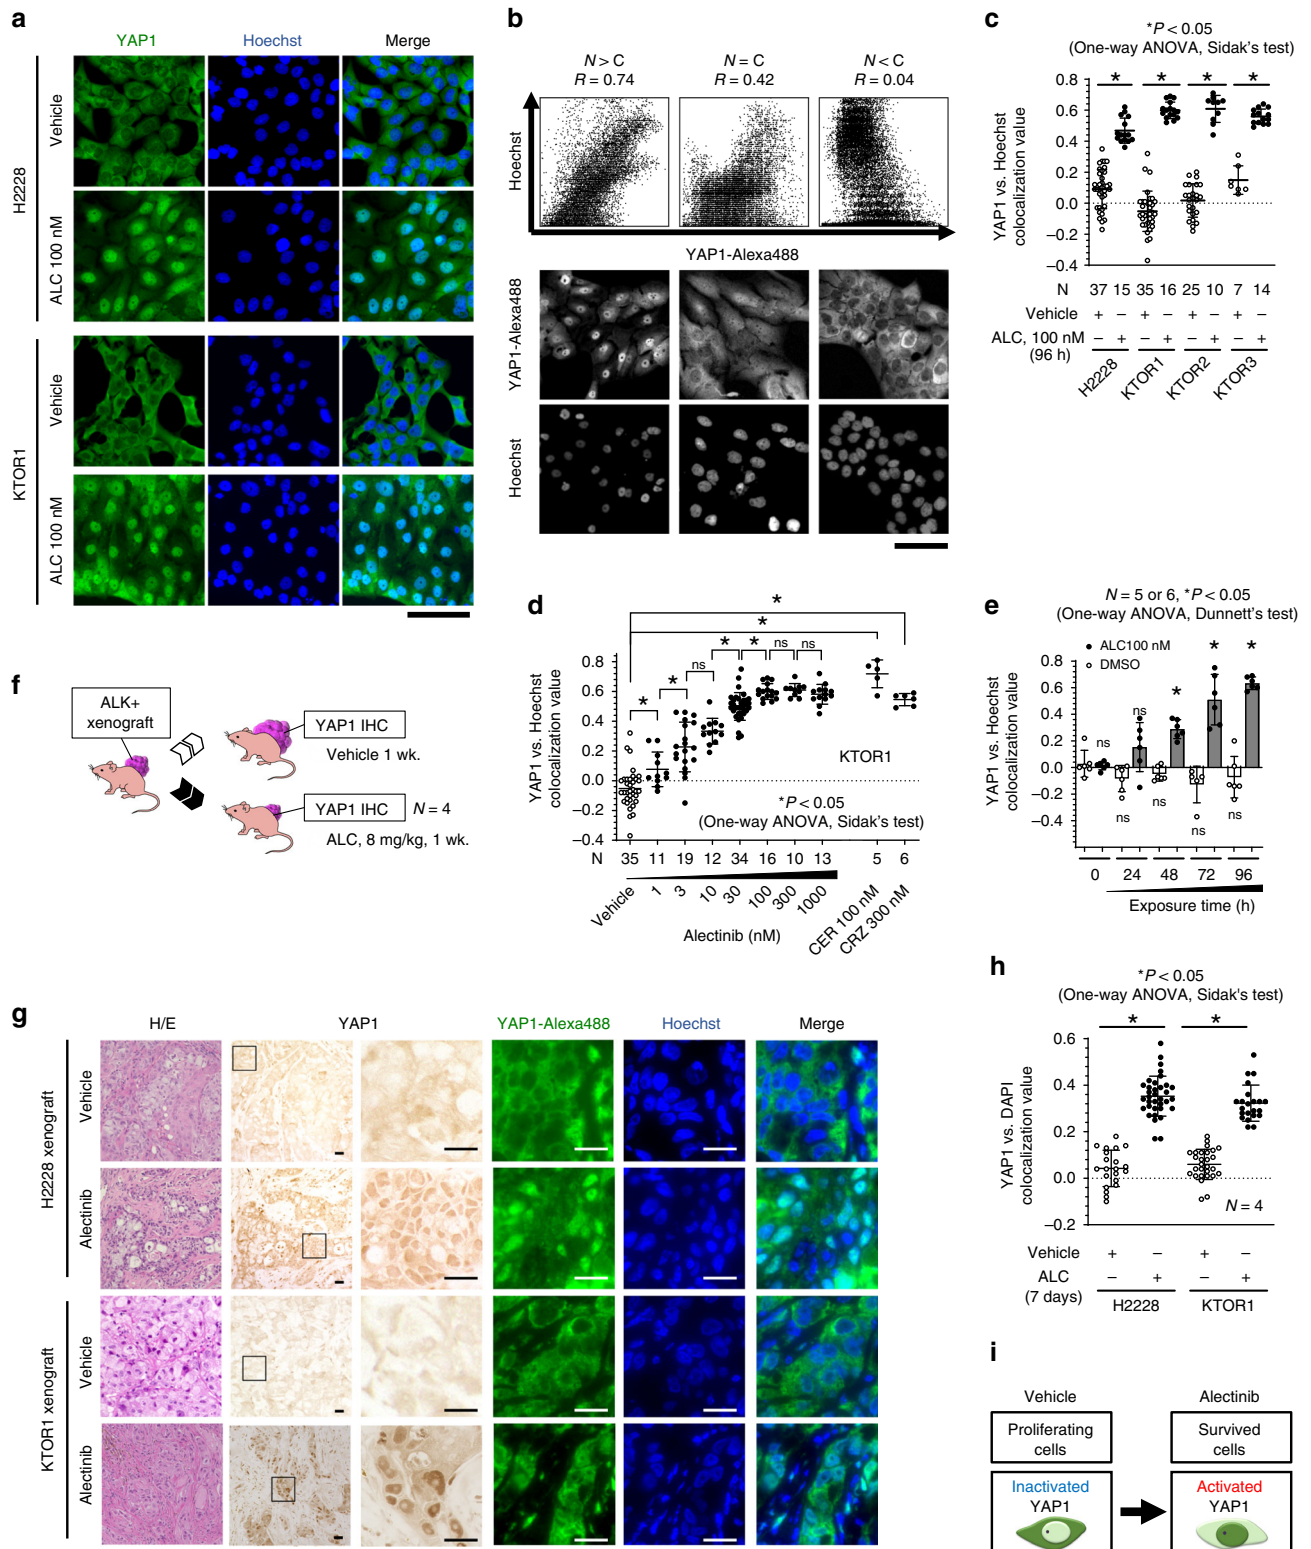 a
YAP1 Hoechst Merge
H2228
Vehicle
ALC 100 nM
KTOR1
Vehicle
ALC 100 nM
b
N > C N = C N < C
R = 0.74 R = 0.42 R = 0.04
Hoechst
YAP1-Alexa488
YAP1-Alexa488
Hoechst
c
*P < 0.05
(One-way ANOVA, Sidak's test)
* * * *
YAP1 vs. Hoechst
colocalization value
0.8
0.6
0.4
0.2
0.0
−0.2
−0.4
N 37 15 35 16 25 10 7 14
Vehicle + − + − + − + −
ALC, 100 nM − + − + − + − +
(96 h)
H2228 KTOR1 KTOR2 KTOR3
d
*
*
* * * * ns ns ns
YAP1 vs. Hoechst
colocalization value
0.8
0.6
0.4
0.2
0.0
−0.2
−0.4
KTOR1
*P < 0.05
(One-way ANOVA, Sidak's test)
N 35 11 19 12 34 16 10 13 5 6
Vehicle 1 3 10 30 100 300 1000 CER 100 nM CRZ 300 nM
Alectinib (nM)
e
N = 5 or 6, *P < 0.05
(One-way ANOVA, Dunnett's test)
ALC100 nM
DMSO
YAP1 vs. Hoechst
colocalization value
0.8
0.6
0.4
0.2
0.0
−0.2
−0.4
ns ns * * *
ns ns ns ns
0 24 48 72 96
Exposure time (h)
f
ALK+
xenograft
YAP1 IHC
Vehicle 1 wk.
YAP1 IHC N = 4
ALC, 8 mg/kg, 1 wk.
g
H/E YAP1 YAP1-Alexa488 Hoechst Merge
H2228 xenograft
Vehicle
Alectinib
KTOR1 xenograft
Vehicle
Alectinib
h
*P < 0.05
(One-way ANOVA, Sidak's test)
* *
YAP1 vs. DAPI
colocalization value
0.6
0.4
0.2
0.0
−0.2
N = 4
Vehicle + − + −
ALC − + − +
(7 days)
H2228 KTOR1
i
Vehicle Alectinib
Proliferating
cells
Survived
cells
Inactivated
YAP1
Activated
YAP1